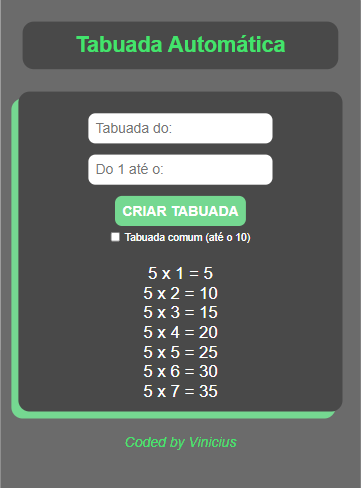 Tabuada Automática
Tabuada do:
Do 1 até o:
CRIAR TABUADA
Tabuada comum (até o 10)
5 x 1 = 5
5 x 2 = 10
5 x 3 = 15
5 x 4 = 20
5 x 5 = 25
5 x 6 = 30
5 x 7 = 35
Coded by Vinicius